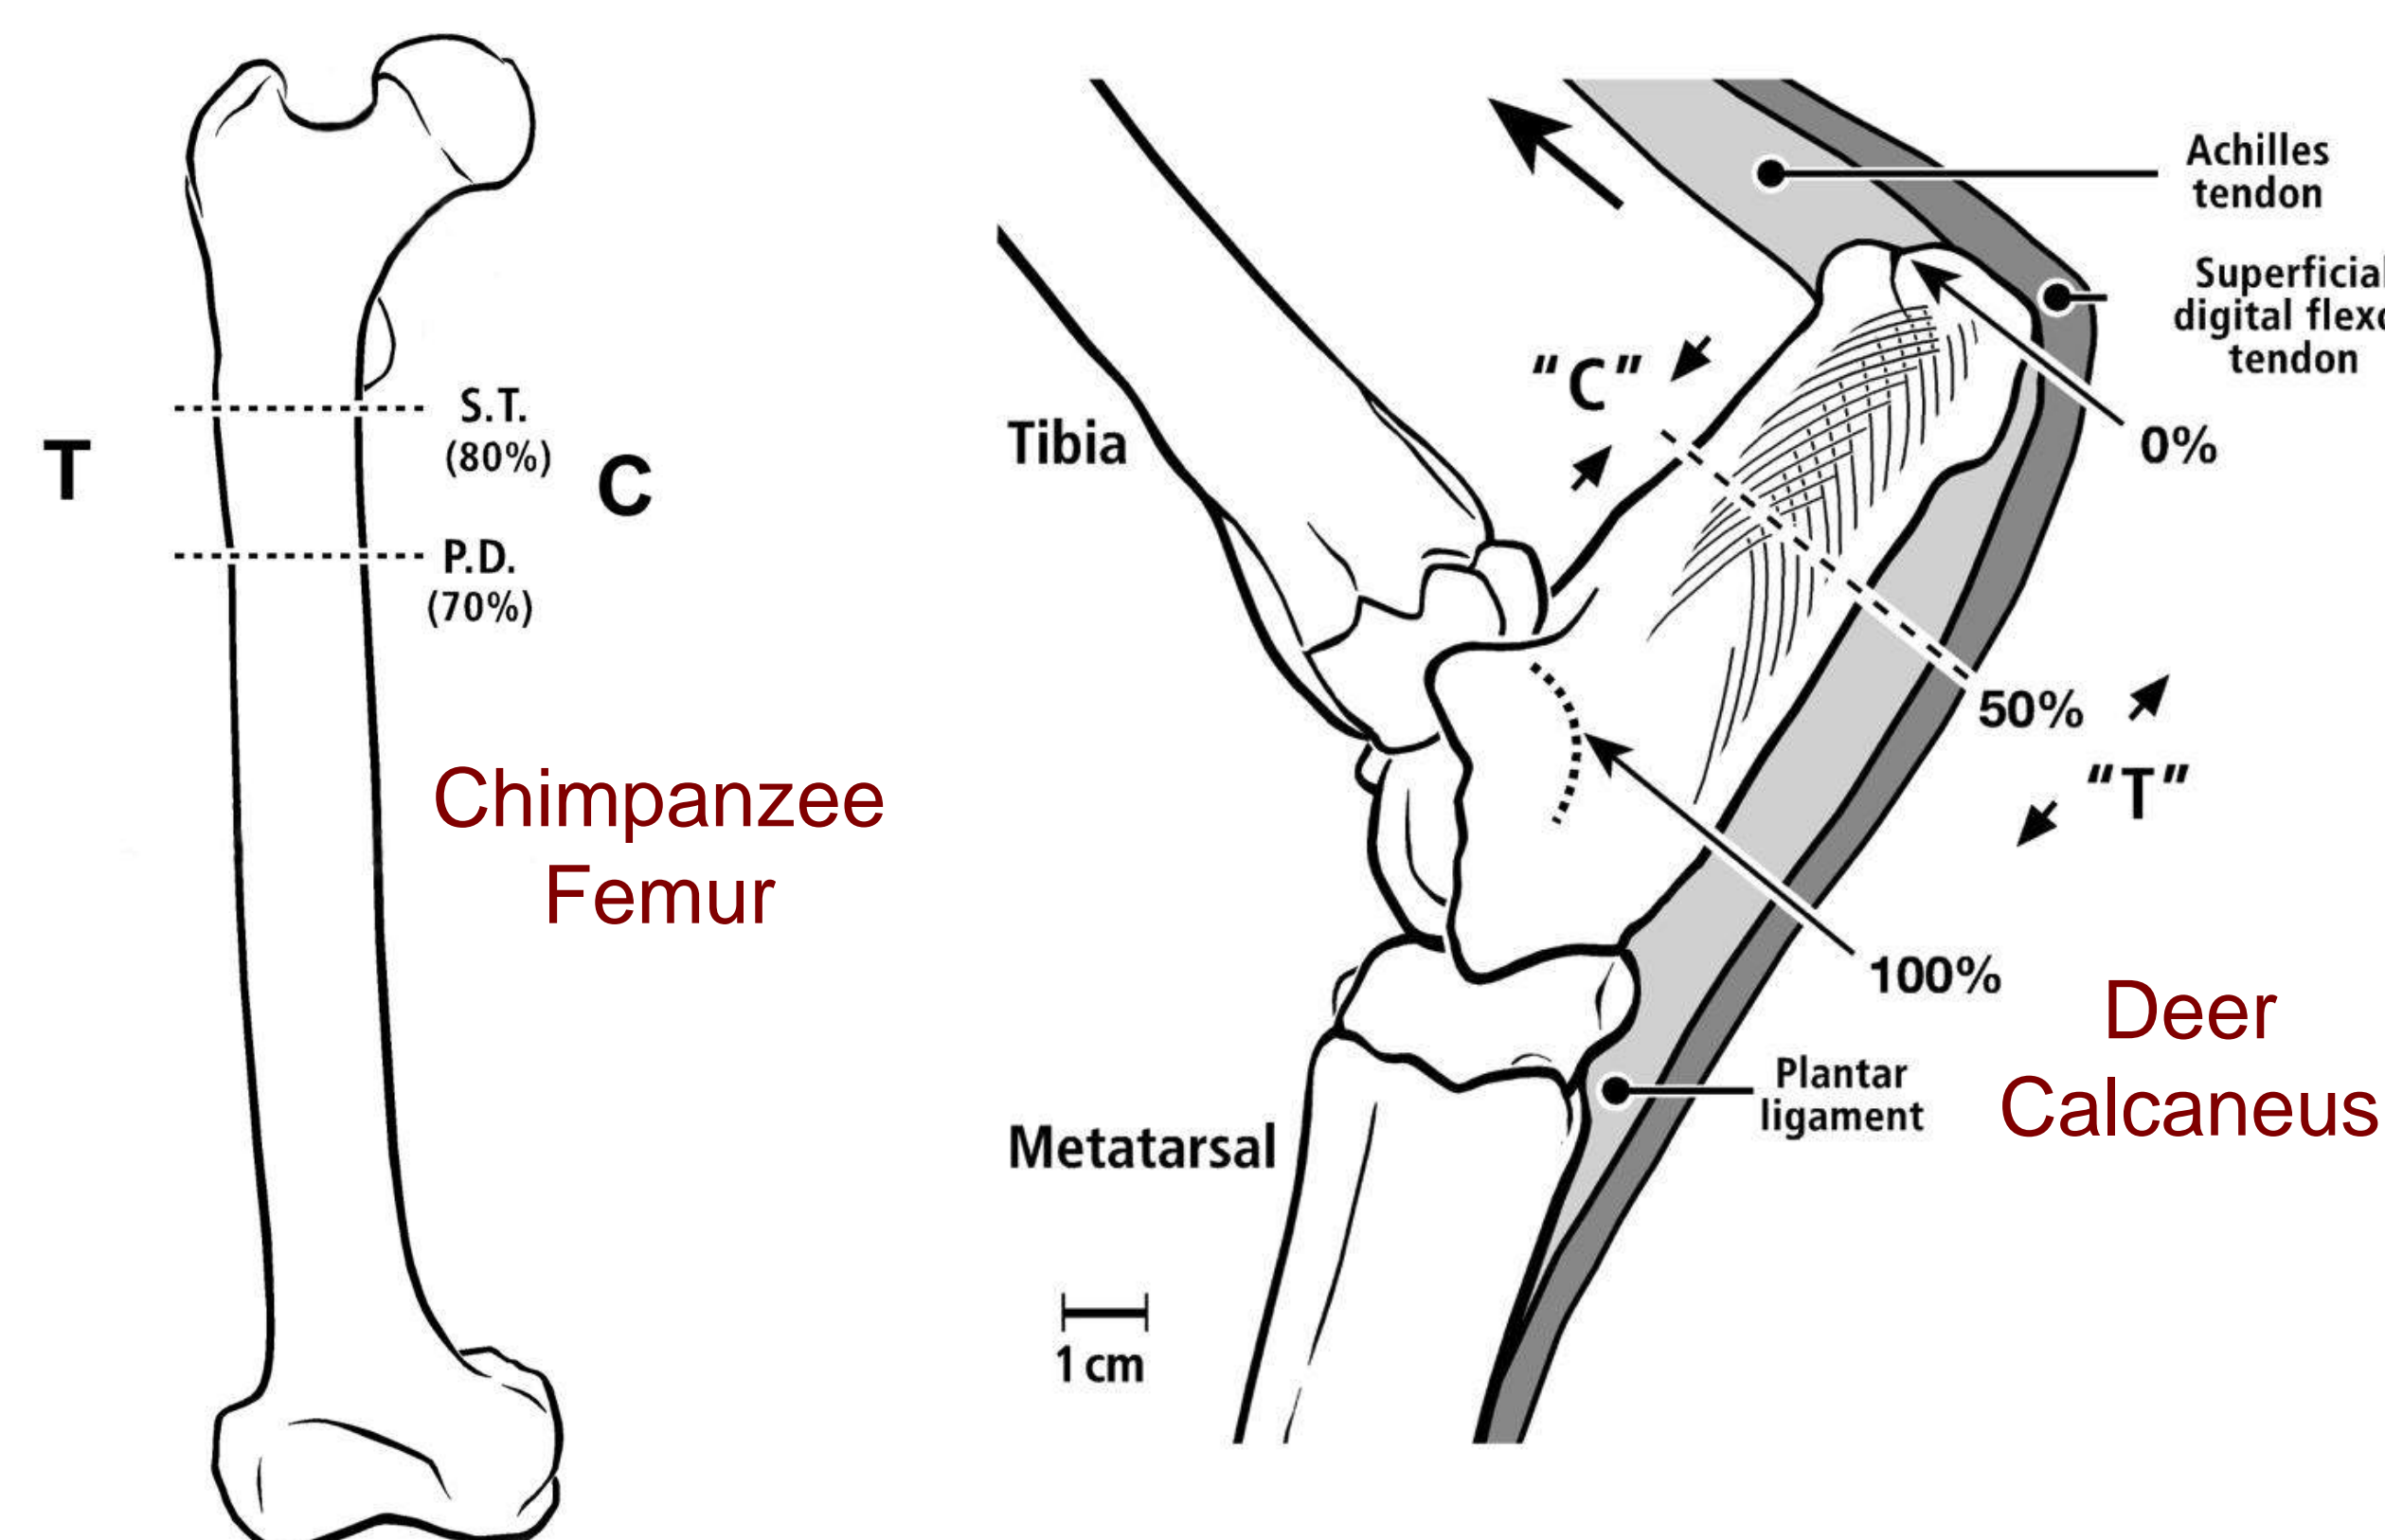 T
S.T.
(80%)
C
P.D.
(70%)
Chimpanzee
Femur
Achilles
tendon
Superficial
digital flexo
tendon
"C"
Tibia
0%
50%
"T"
100%
Deer
Calcaneus
Plantar
ligament
Metatarsal
1 cm